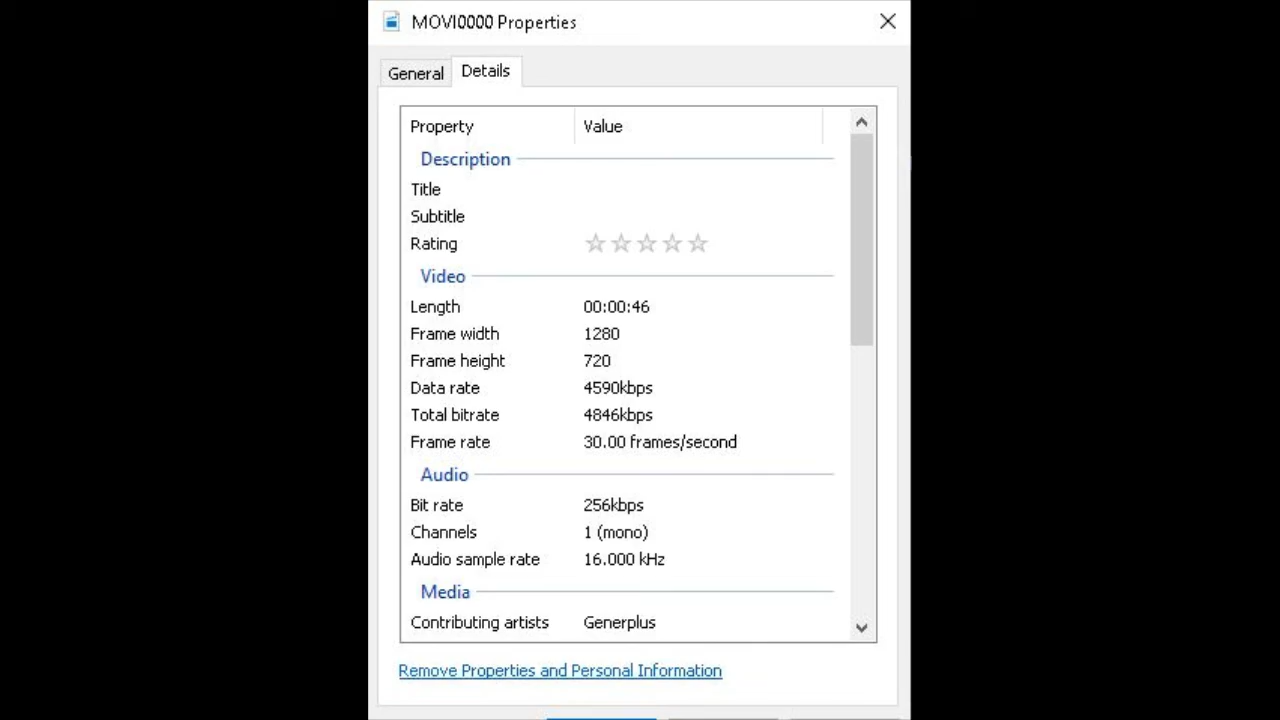 MOVI0000 Properties
General
Details
Property Value
Description
Title
Subtitle
Rating
Video
Length 00:00:46
Frame width 1280
Frame height 720
Data rate 4590kbps
Total bitrate 4846kbps
Frame rate 30.00 frames/second
Audio
Bit rate 256kbps
Channels 1 (mono)
Audio sample rate 16.000 kHz
Media
Contributing artists Generplus
Remove Properties and Personal Information